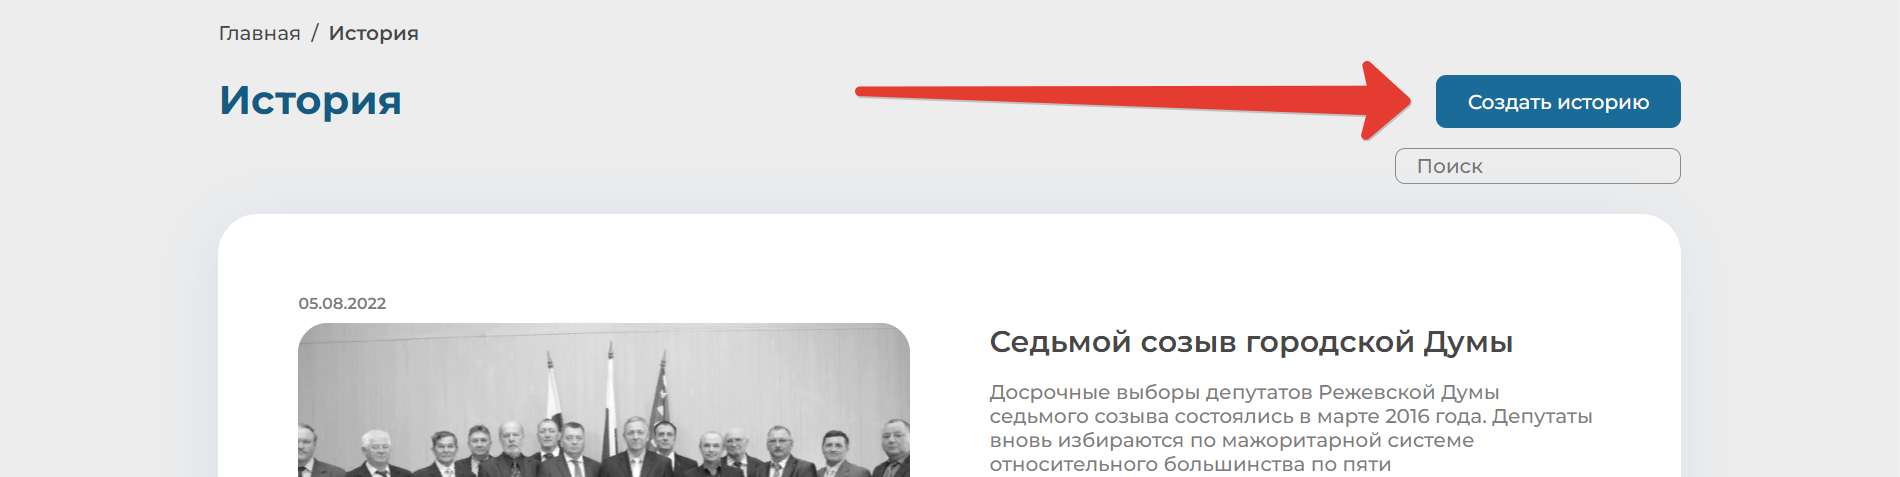 Главная / История
История
Создать историю
Поиск
05.08.2022
Седьмой созыв городской Думы
Досрочные выборы депутатов Режевской Думы
седьмого созыва состоялись в марте 2016 года. Депутаты
вновь избираются по мажоритарной системе
относительного большинства по пяти